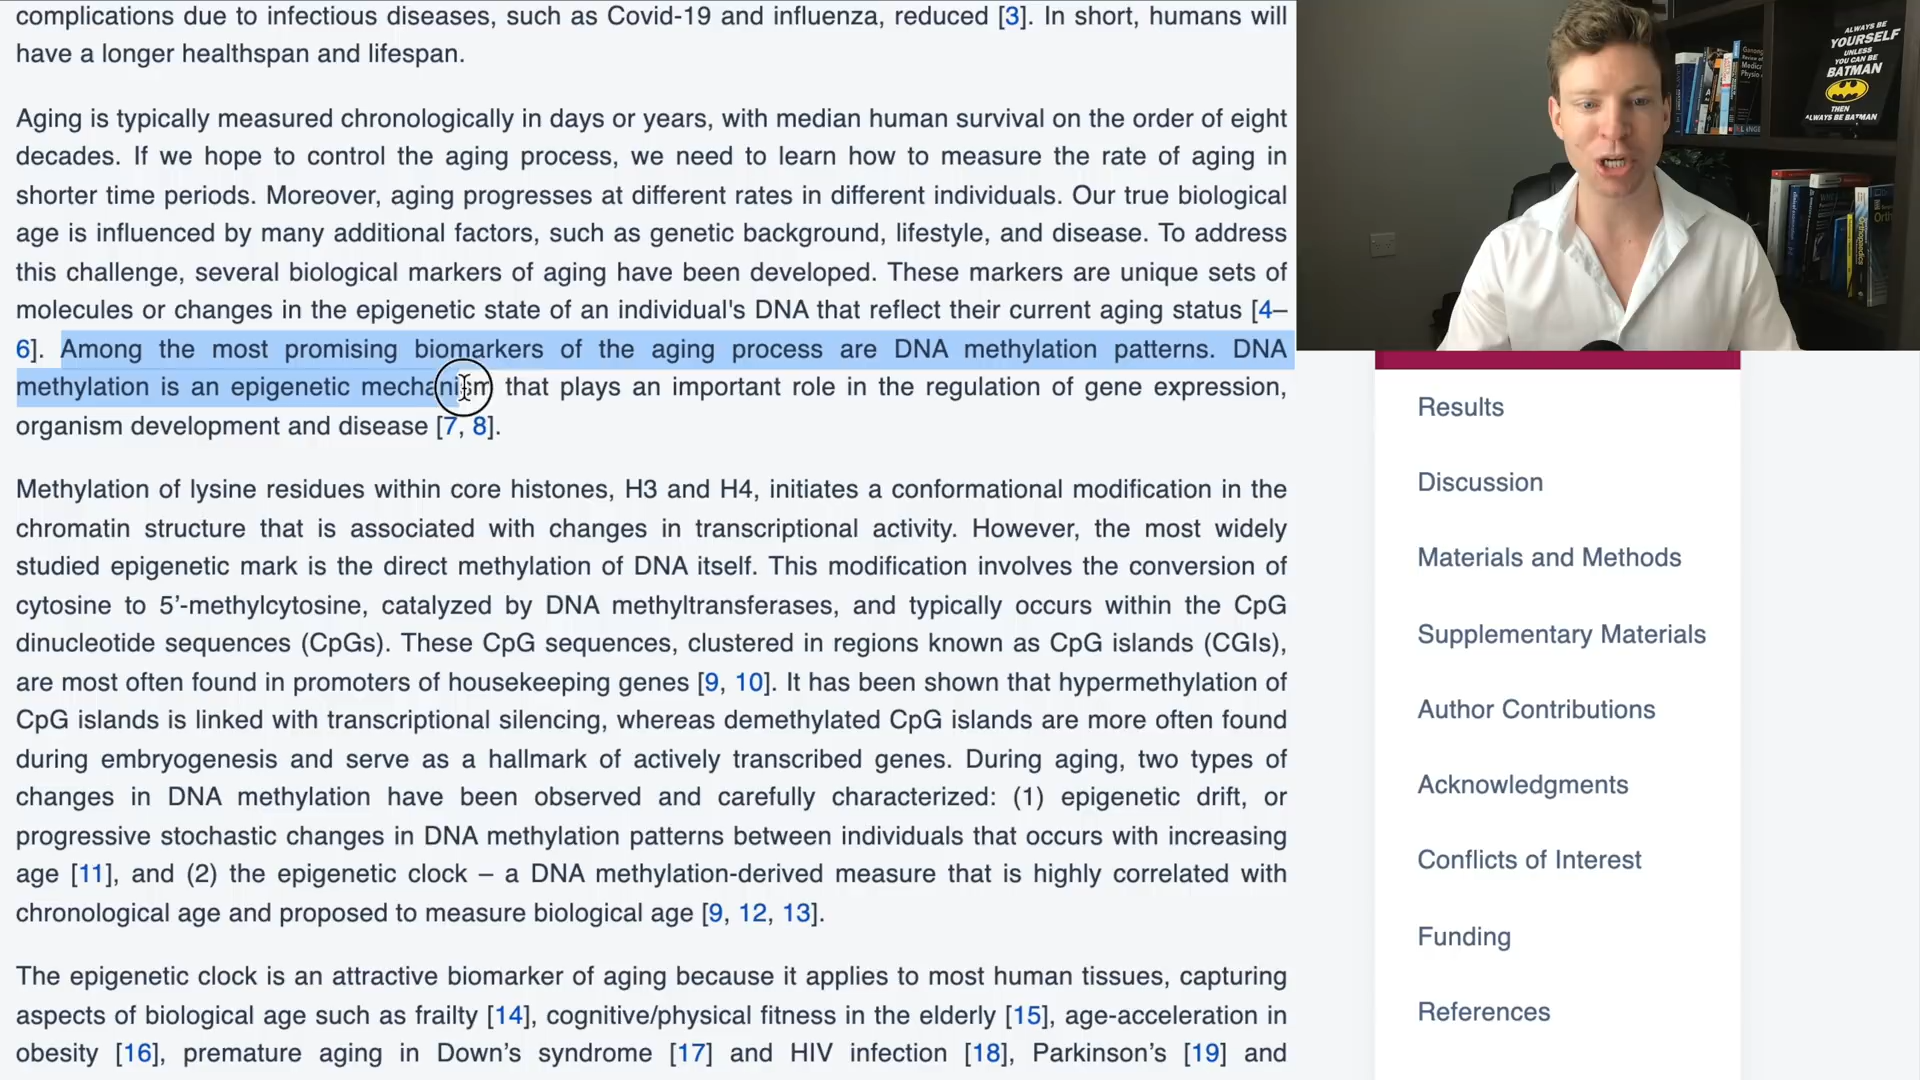 complications due to infectious diseases, such as Covid-19 and influenza, reduced [3]. In short, humans will
have a longer healthspan and lifespan.
Aging is typically measured chronologically in days or years, with median human survival on the order of eight
decades. If we hope to control the aging process, we need to learn how to measure the rate of aging in
shorter time periods. Moreover, aging progresses at different rates in different individuals. Our true biological
age is influenced by many additional factors, such as genetic background, lifestyle, and disease. To address
this challenge, several biological markers of aging have been developed. These markers are unique sets of
molecules or changes in the epigenetic state of an individual's DNA that reflect their current aging status [4–
6]. Among the most promising biomarkers of the aging process are DNA methylation patterns. DNA
methylation is an epigenetic mechanism that plays an important role in the regulation of gene expression,
organism development and disease [7, 8].
Methylation of lysine residues within core histones, H3 and H4, initiates a conformational modification in the
chromatin structure that is associated with changes in transcriptional activity. However, the most widely
studied epigenetic mark is the direct methylation of DNA itself. This modification involves the conversion of
cytosine to 5’-methylcytosine, catalyzed by DNA methyltransferases, and typically occurs within the CpG
dinucleotide sequences (CpGs). These CpG sequences, clustered in regions known as CpG islands (CGIs),
are most often found in promoters of housekeeping genes [9, 10]. It has been shown that hypermethylation of
CpG islands is linked with transcriptional silencing, whereas demethylated CpG islands are more often found
during embryogenesis and serve as a hallmark of actively transcribed genes. During aging, two types of
changes in DNA methylation have been observed and carefully characterized: (1) epigenetic drift, or
progressive stochastic changes in DNA methylation patterns between individuals that occurs with increasing
age [11], and (2) the epigenetic clock – a DNA methylation-derived measure that is highly correlated with
chronological age and proposed to measure biological age [9, 12, 13].
The epigenetic clock is an attractive biomarker of aging because it applies to most human tissues, capturing
aspects of biological age such as frailty [14], cognitive/physical fitness in the elderly [15], age-acceleration in
obesity [16], premature aging in Down’s syndrome [17] and HIV infection [18], Parkinson’s [19] and
ALWAYS BE
YOURSELF
UNLESS
YOU CAN BE
BATMAN
THEN
ALWAYS BE BATMAN
Results
Discussion
Materials and Methods
Supplementary Materials
Author Contributions
Acknowledgments
Conflicts of Interest
Funding
References